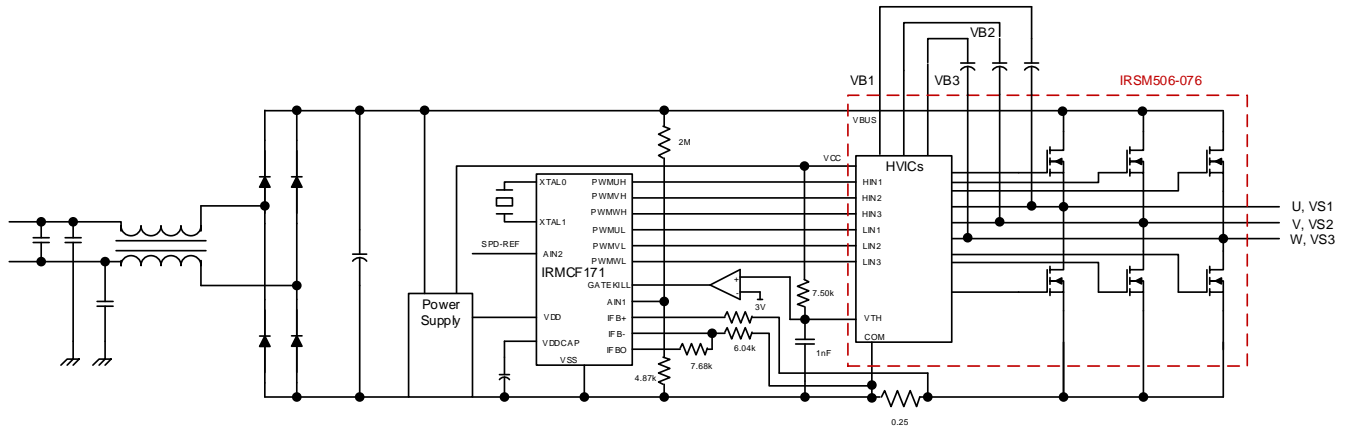 VB2
VB1
VB3
IRSM506-076
VBUS
2M
VCC
HVICs
XTAL0
PWMUH
HIN1
PWMVH
HIN2
XTAL1
PWMWH
HIN3
U, VS1
PWMUL
LIN1
V, VS2
SPD-REF
PWMVL
LIN2
W, VS3
AIN2
PWMWL
LIN3
IRMCF171
GATEKILL
+
-
3V
7.50k
Power
Supply
AIN1
VDD
IFB+
VTH
IFB-
6.04k
COM
VDDCAP
IFBO
7.68k
1nF
VSS
4.87k
0.25